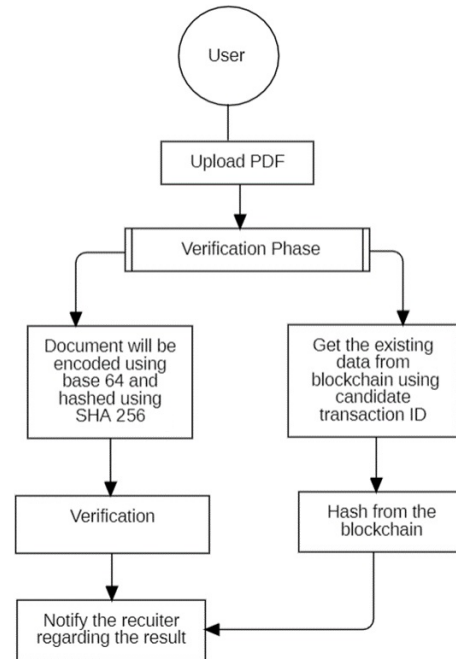 User
Upload PDF
Verification Phase
Document will be
encoded using
base 64 and
hashed using
SHA 256
Get the existing
data from
blockchain using
candidate
transaction ID
Verification
Hash from the
blockchain
Notify the recuiter
regarding the result